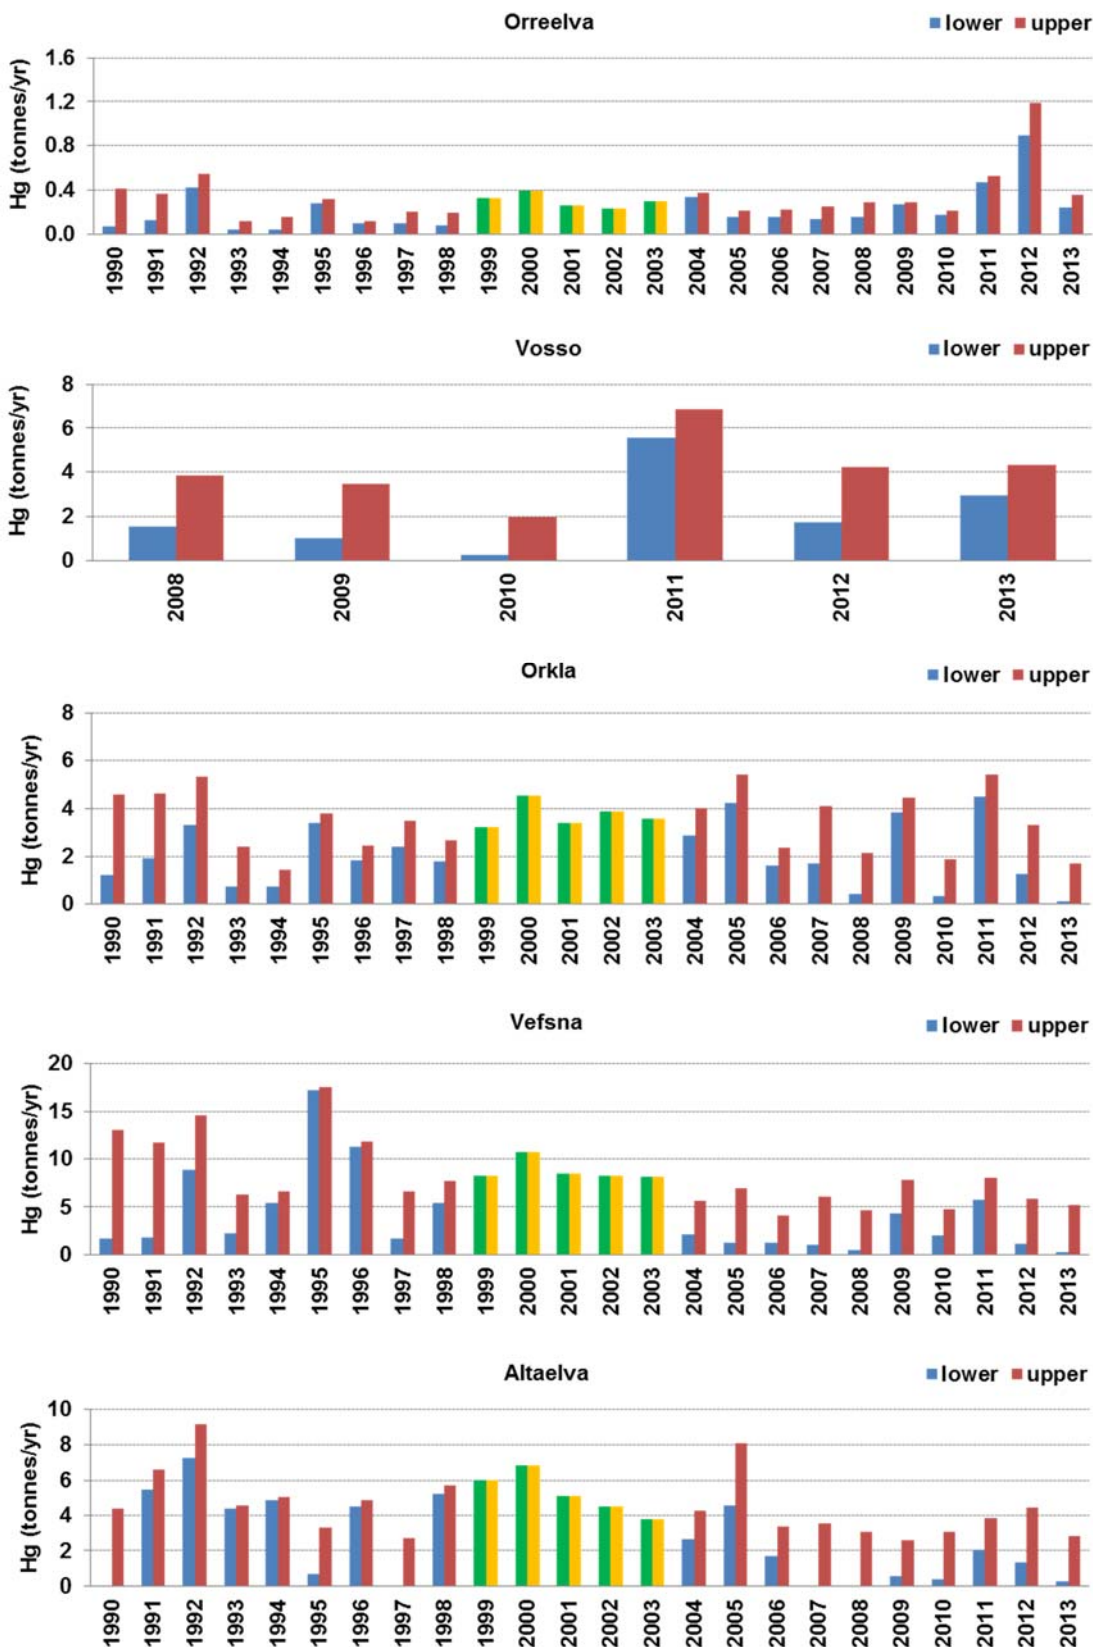 Orreelva
lower upper
Hg (tonnes/yr)
1.6
1.2
0.8
0.4
0.0
1990 1991 1992 1993 1994 1995 1996 1997 1998 1999 2000 2001 2002 2003 2004 2005 2006 2007 2008 2009 2010 2011 2012 2013
Vosso
lower upper
Hg (tonnes/yr)
8
6
4
2
0
2008 2009 2010 2011 2012 2013
Orkla
lower upper
Hg (tonnes/yr)
8
6
4
2
0
1990 1991 1992 1993 1994 1995 1996 1997 1998 1999 2000 2001 2002 2003 2004 2005 2006 2007 2008 2009 2010 2011 2012 2013
Vefsna
lower upper
Hg (tonnes/yr)
20
15
10
5
0
1990 1991 1992 1993 1994 1995 1996 1997 1998 1999 2000 2001 2002 2003 2004 2005 2006 2007 2008 2009 2010 2011 2012 2013
Altaelva
lower upper
Hg (tonnes/yr)
10
8
6
4
2
0
1990 1991 1992 1993 1994 1995 1996 1997 1998 1999 2000 2001 2002 2003 2004 2005 2006 2007 2008 2009 2010 2011 2012 2013